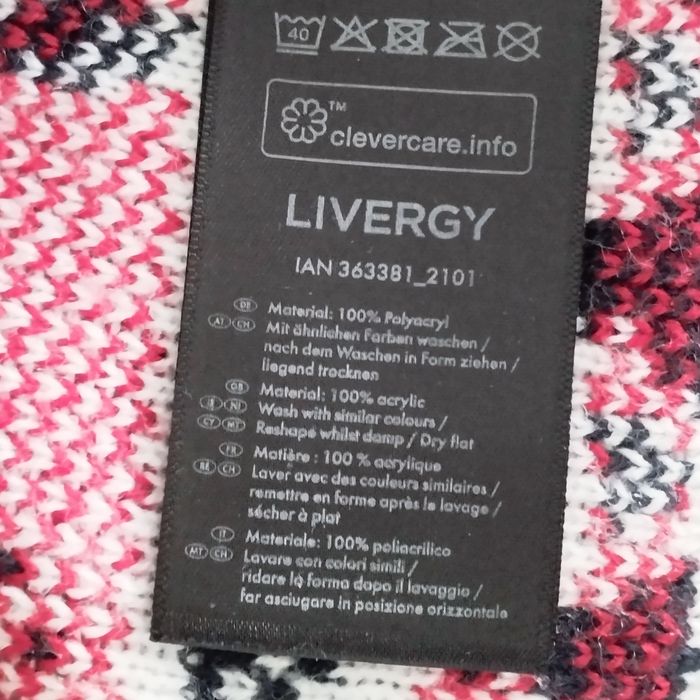 40
TM
clevercare.info
LIVERGY
IAN 363381_2101
DE Material: 100% Polyacryl
AT CH Mit ähnlichen Farben waschen /
nach dem Waschen in Form ziehen /
liegend trocknen
GB Material: 100% acrylic
IE NI Wash with similar colours /
CY MT Reshape whilst damp / Dry flat
FR Matière : 100 % acrylique
BE CH Laver avec des couleurs similaires /
remettre en forme après le lavage /
sécher à plat
IT Materiale: 100% poliacrilico
MT CH Lavare con colori simili /
ridare la forma dopo il lavaggio /
far asciugare in posizione orizzontale